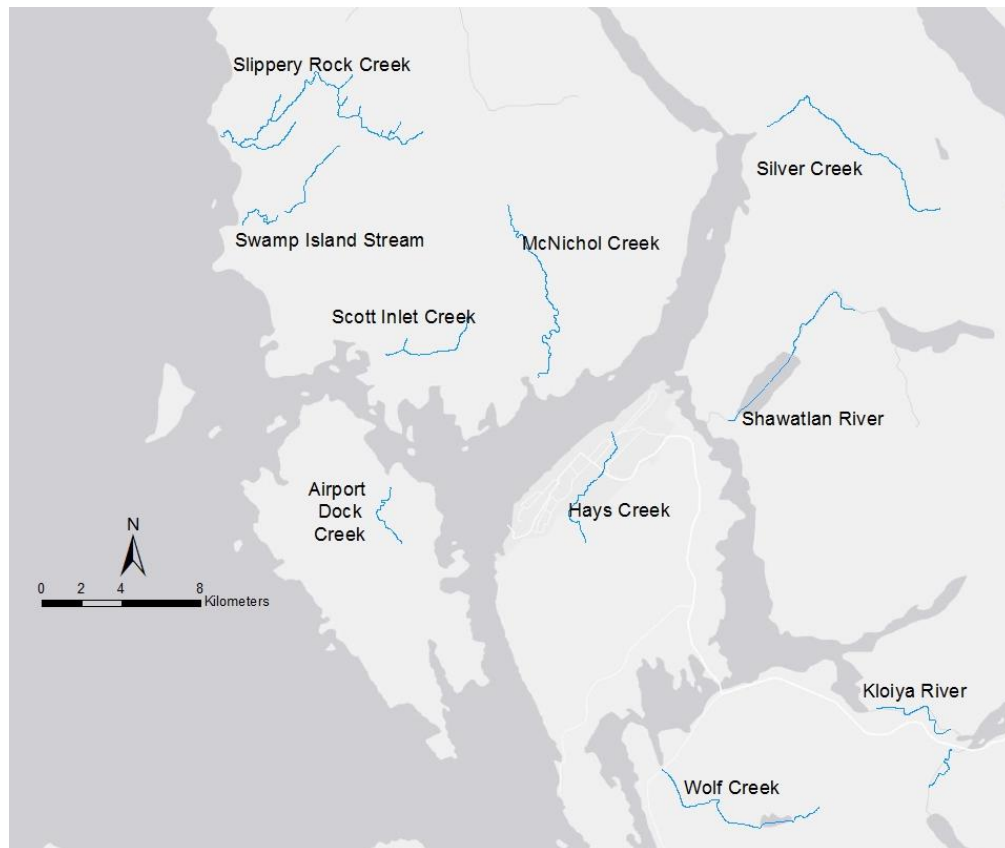 Slippery Rock Creek
Silver Creek
Swamp Island Stream
McNichol Creek
Scott Inlet Creek
Shawatlan River
Airport
Dock
Creek
Hays Creek
N
0 2 4 8
Kilometers
Kloiya River
Wolf Creek